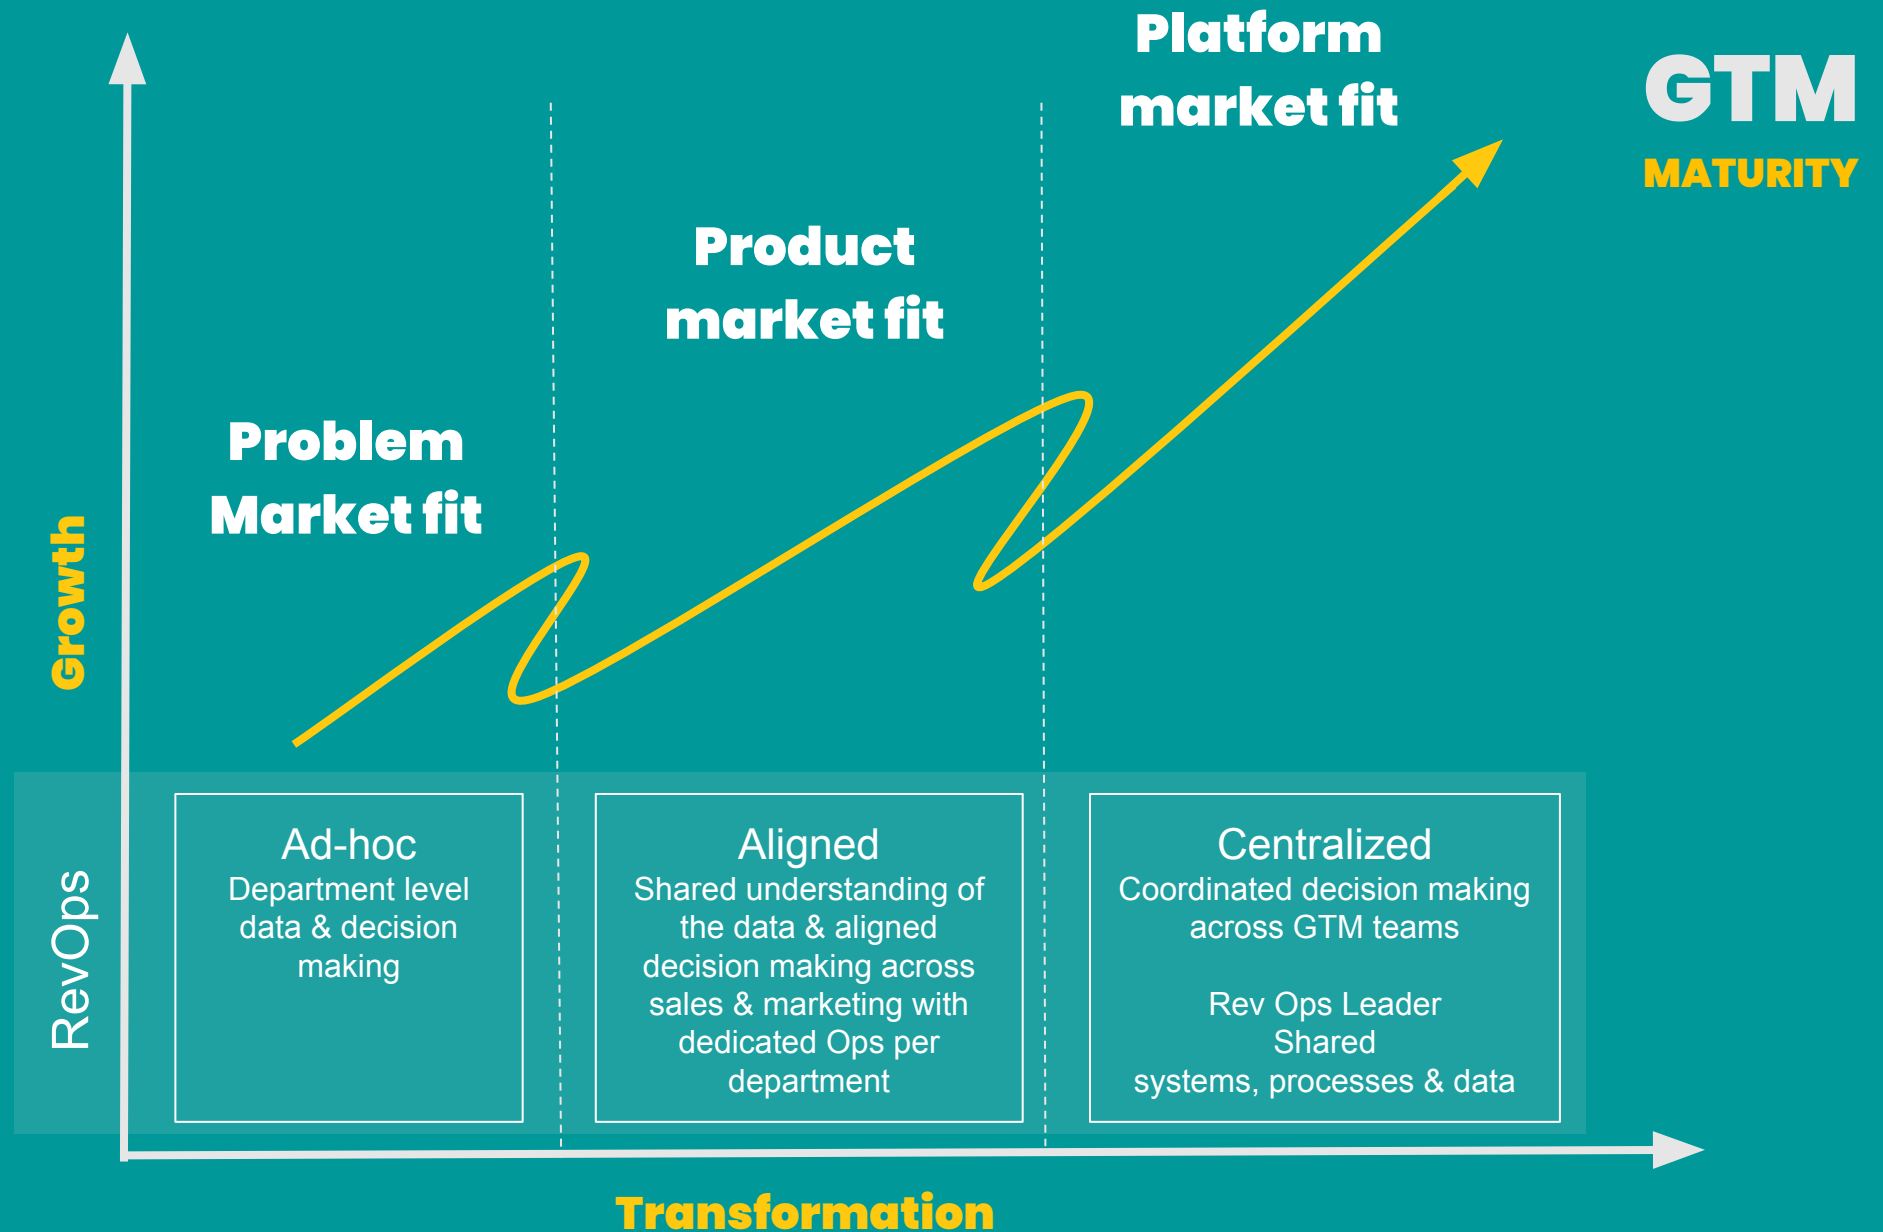 Platform
market fit
GTM
MATURITY
Product
market fit
Problem
Market fit
Growth
RevOps
Ad-hoc
Department level
data & decision
making
Aligned
Shared understanding of
the data & aligned
decision making across
sales & marketing with
dedicated Ops per
department
Centralized
Coordinated decision making
across GTM teams
Rev Ops Leader
Shared
systems, processes & data
Transformation